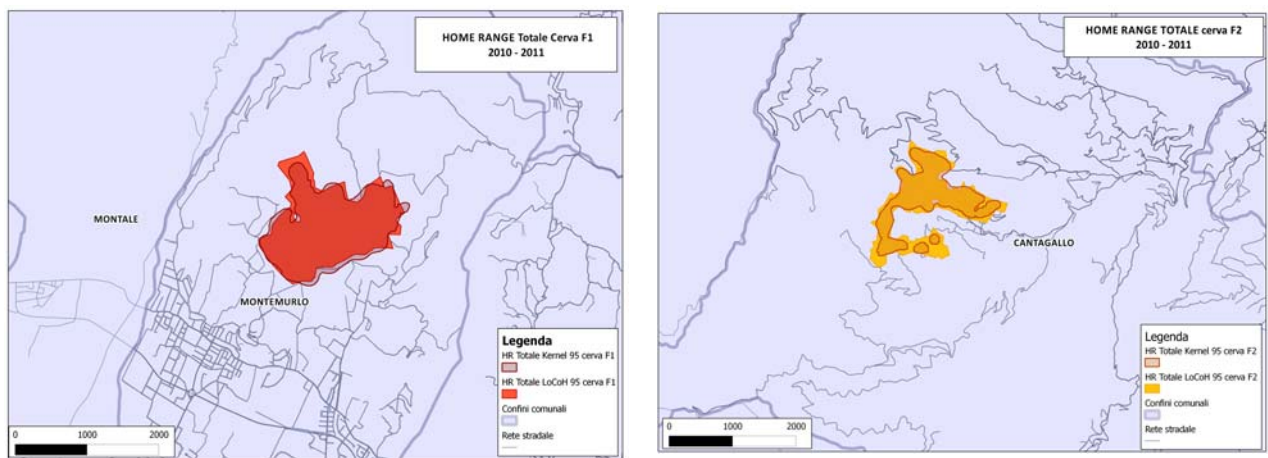 HOME RANGE Totale Cerva F1
2010 - 2011
MONTALE
MONTEMURLO
Legenda
HR Totale Kernel 95 cerva F1
HR Totale LoCoH 95 cerva F1
Confini comunali
Rete stradale
0 1000 2000
HOME RANGE TOTALE cerva F2
2010 - 2011
CANTAGALLO
Legenda
HR Totale Kernel 95 cerva F2
HR Totale LoCoH 95 cerva F2
Confini comunali
Rete stradale
0 1000 2000